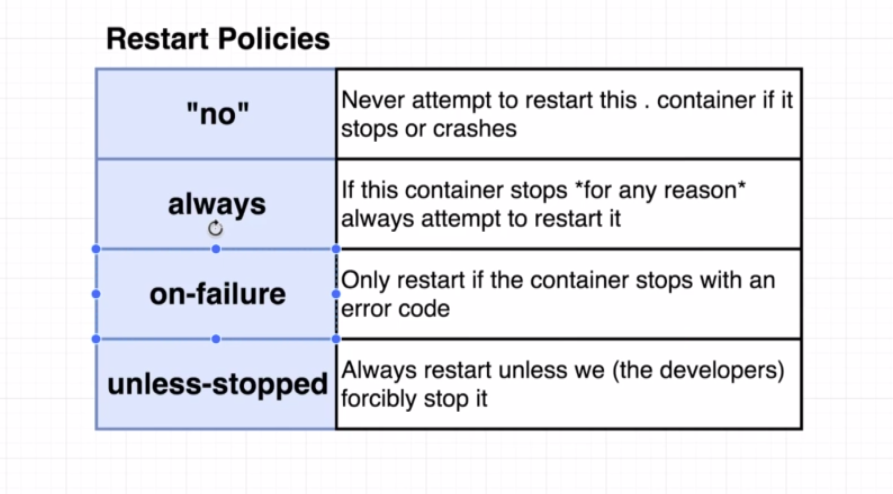 Restart Policies
"no"
Never attempt to restart this . container if it
stops or crashes
always
If this container stops *for any reason*
always attempt to restart it
on-failure
Only restart if the container stops with an
error code
unless-stopped
Always restart unless we (the developers)
forcibly stop it